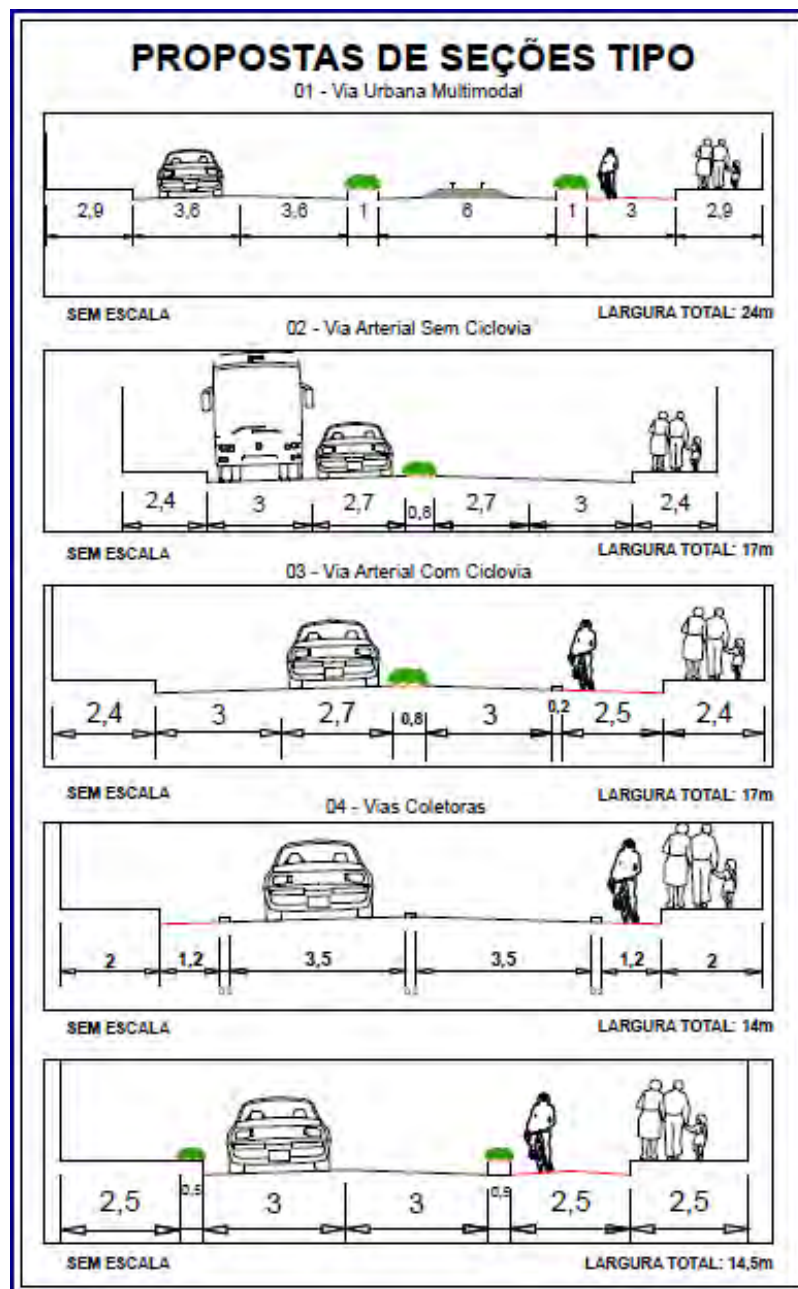 PROPOSTAS DE SEÇÕES TIPO
01 - Via Urbana Multimodal
2,9 3,6 3,6 1 6 1 3 2,9
SEM ESCALA LARGURA TOTAL: 24m
02 - Via Arterial Sem Ciclovia
2,4 3 2,7 0,8 2,7 3 2,4
SEM ESCALA LARGURA TOTAL: 17m
03 - Via Arterial Com Ciclovia
2,4 3 2,7 0,8 3 0,2 2,5 2,4
SEM ESCALA LARGURA TOTAL: 17m
04 - Vias Coletoras
2 1,2 3,5 3,5 1,2 2
SEM ESCALA LARGURA TOTAL: 14m
2,5 0,5 3 3 0,5 2,5 2,5
SEM ESCALA LARGURA TOTAL: 14,5m